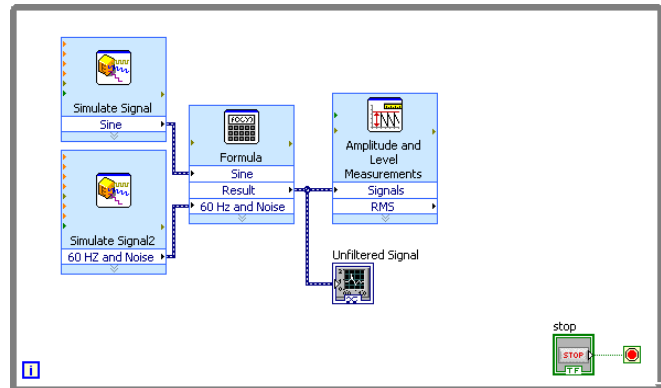 Simulate Signal
Sine
Simulate Signal2
60 HZ and Noise
f(X,Y)
Formula
Sine
Result
60 Hz and Noise
Amplitude and
Level
Measurements
Signals
RMS
Unfiltered Signal
stop
STOP
TF
i